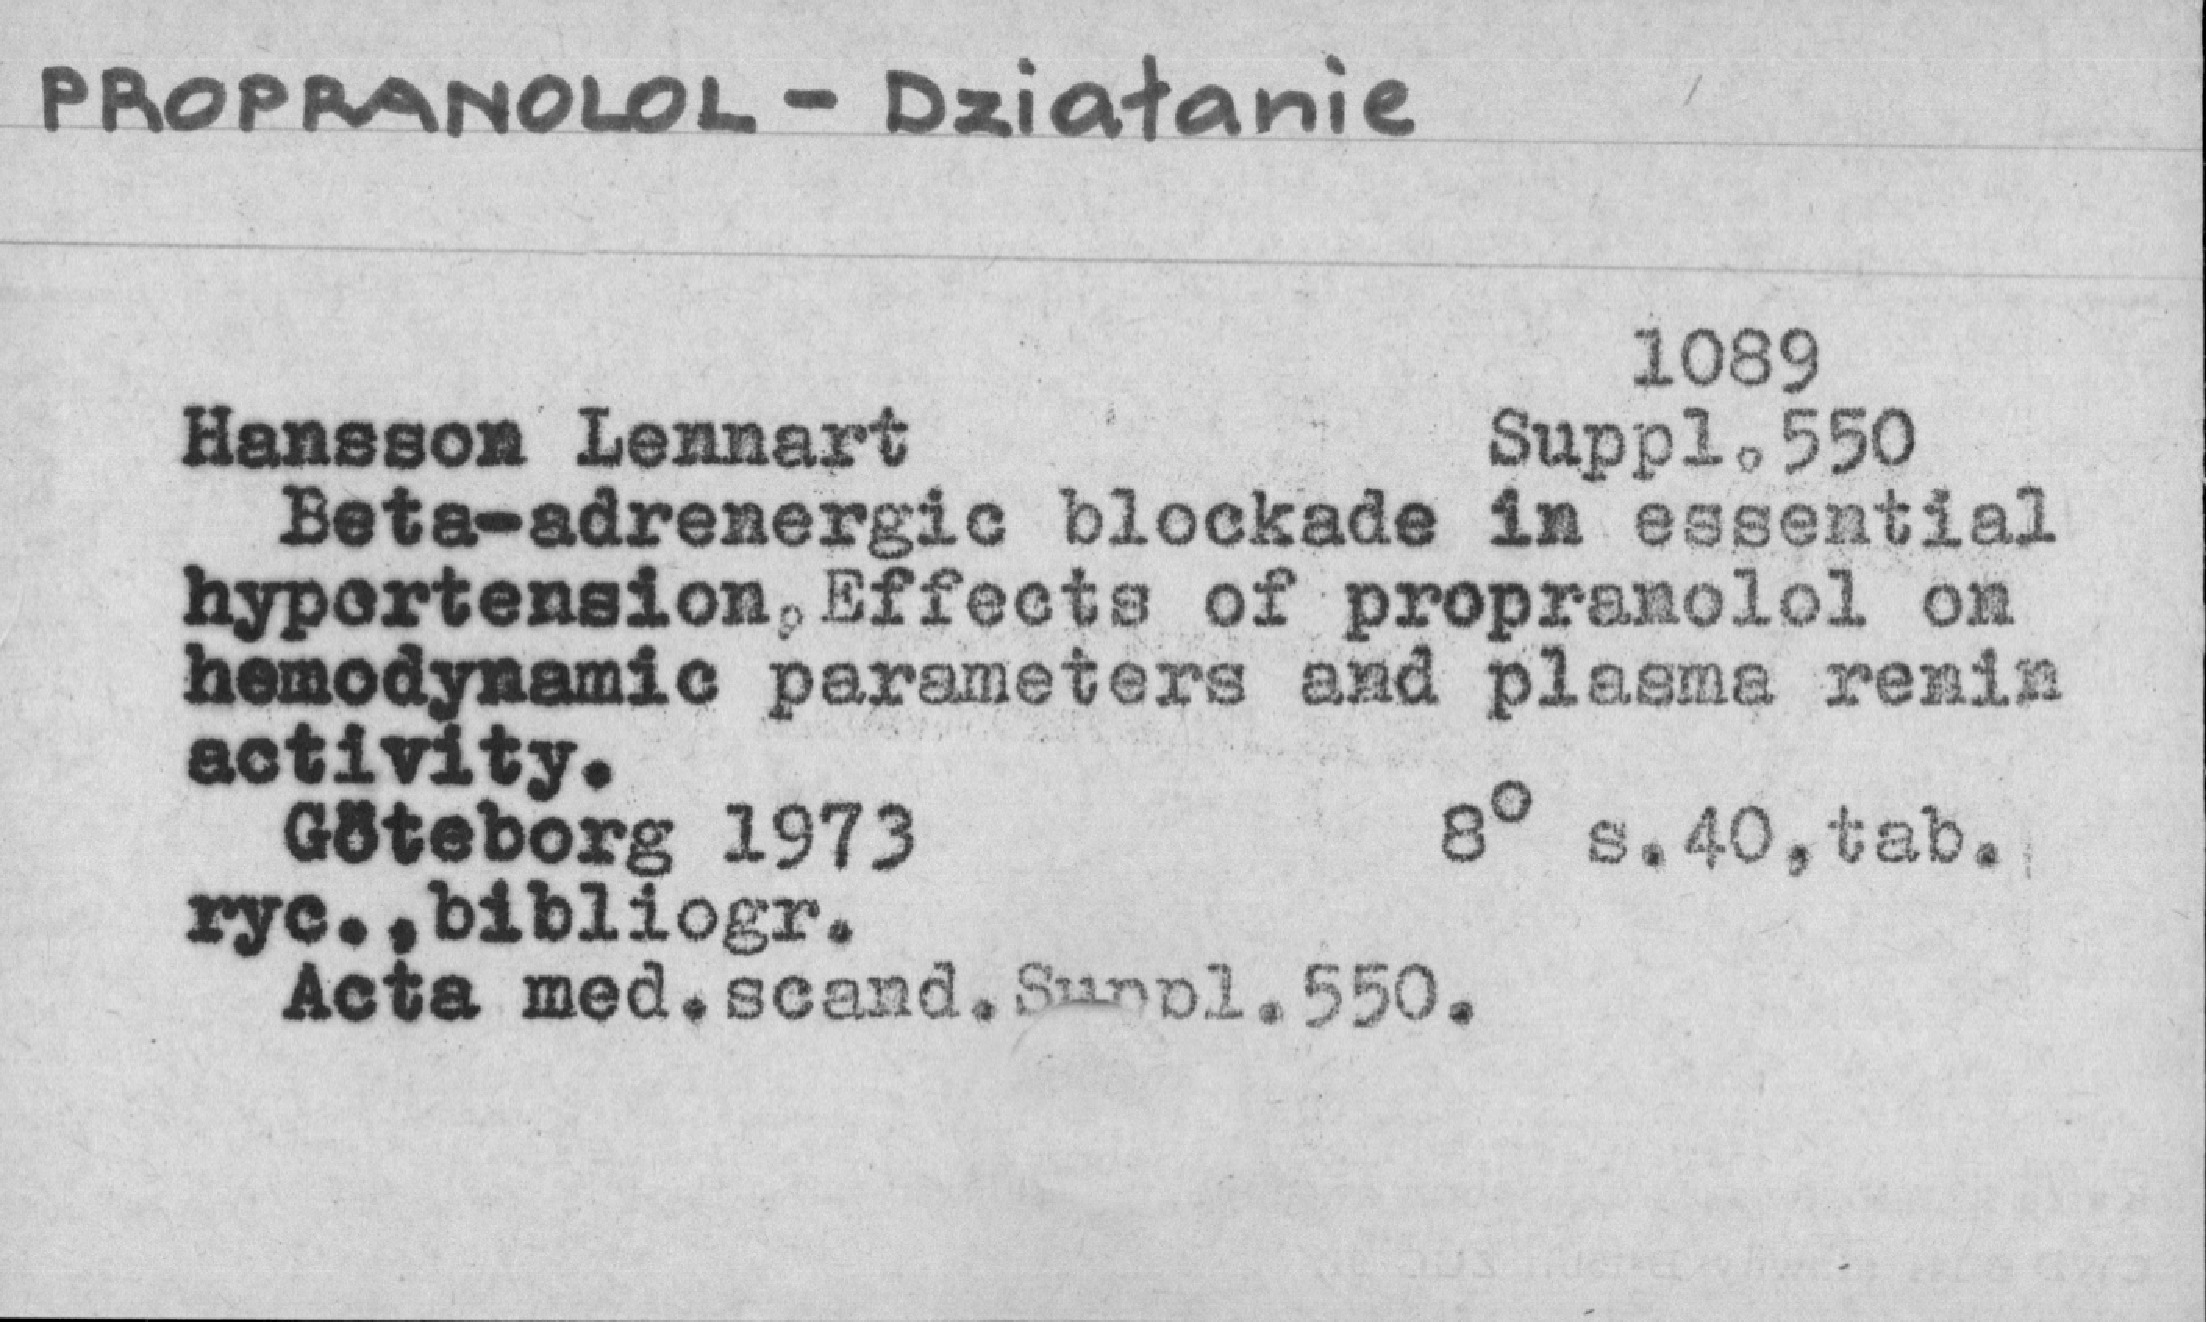 PROPRANOLOL - Działanie
1089
Hansson Lennart Suppl.550
Beta-adrenergic blockade in essential
hypertension.Effects of propranolol on
hemodynamic parameters and plasma renin
activity.
Göteborg 1973 8° s.40,tab.
ryc.,bibliogr.
Acta med.scand.Suppl.550.